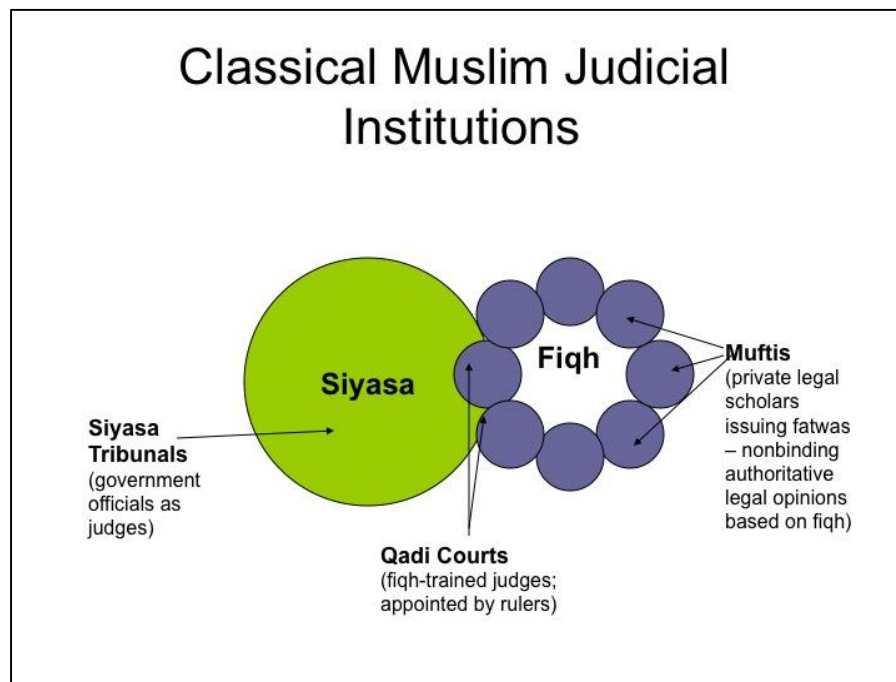 Classical Muslim Judicial
Institutions
Siyasa
Fiqh
Siyasa
Tribunals
(government
officials as
judges)
Qadi Courts
(fiqh-trained judges;
appointed by rulers)
Muftis
(private legal
scholars
issuing fatwas
– nonbinding
authoritative
legal opinions
based on fiqh)